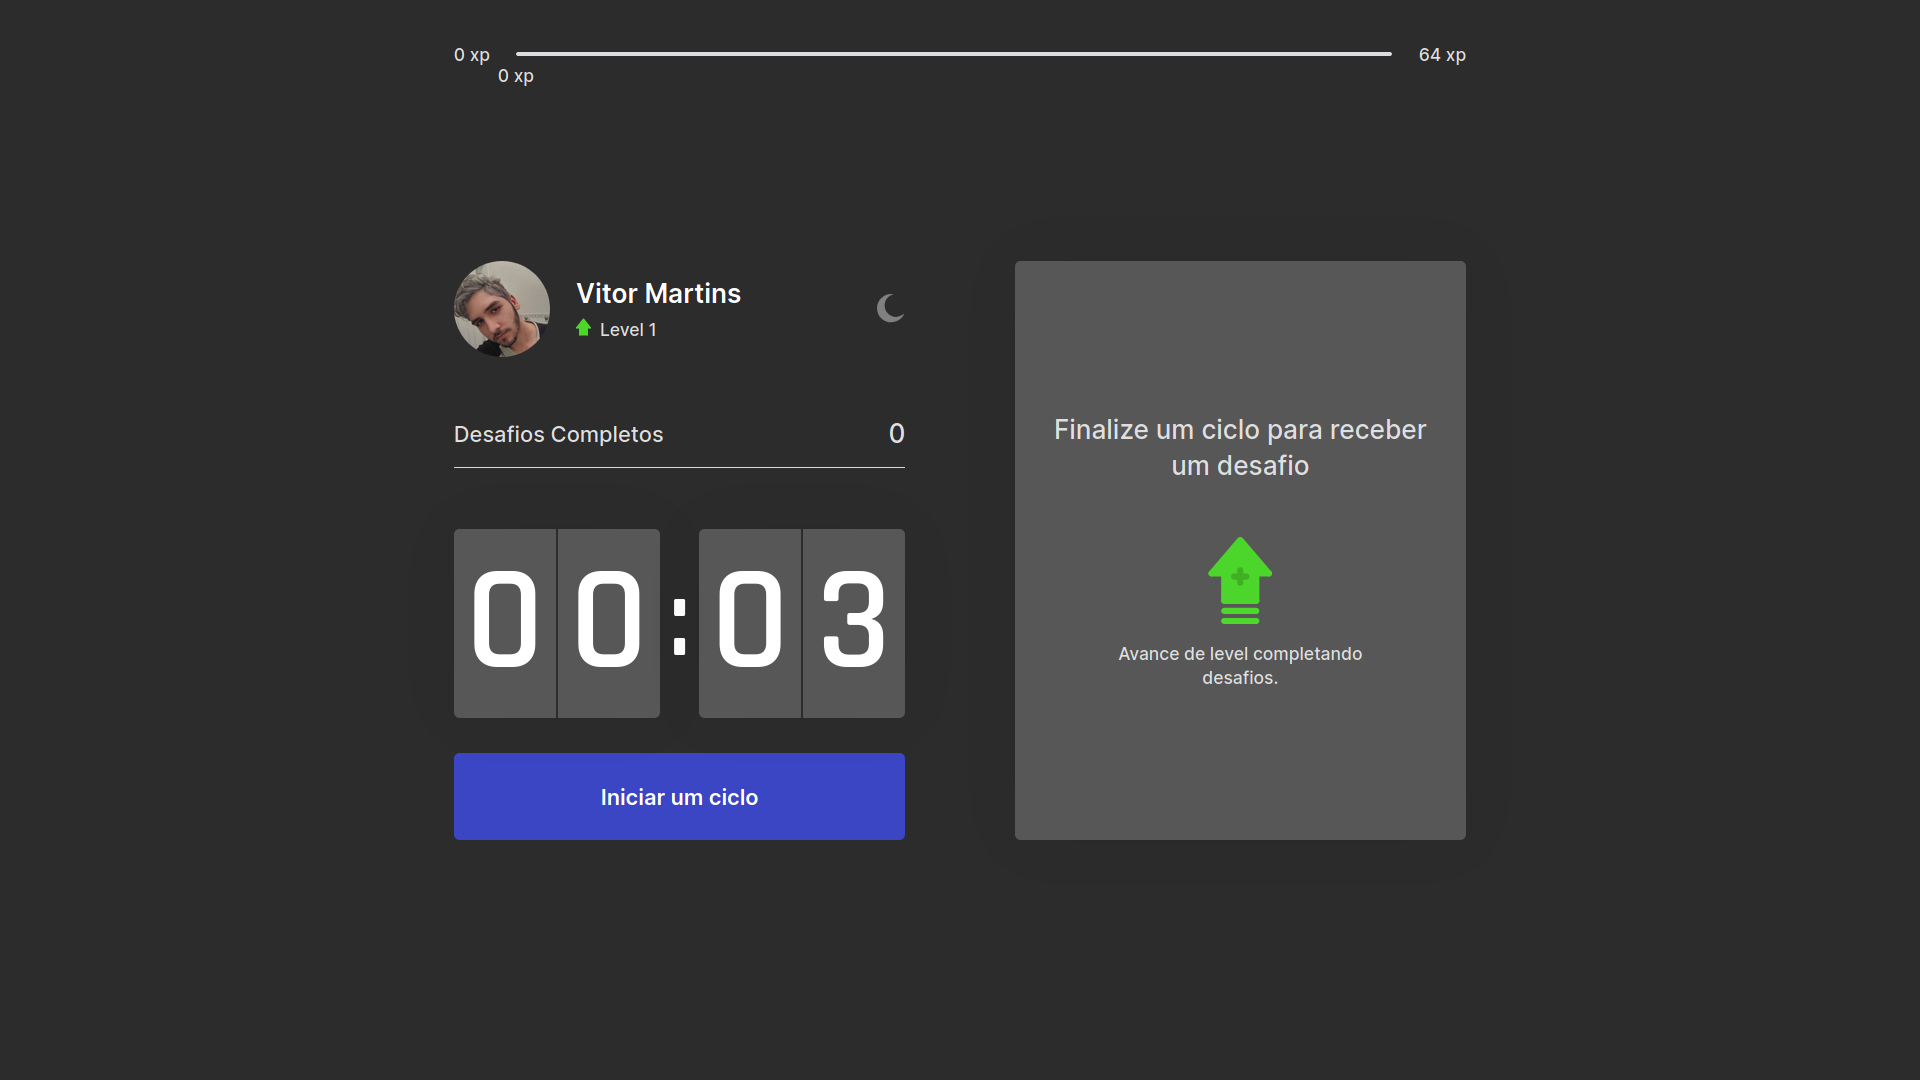 0 xp 64 xp
0 xp
Vitor Martins
Level 1
Desafios Completos 0
00:03
Iniciar um ciclo
Finalize um ciclo para receber
um desafio
Avance de level completando
desafios.